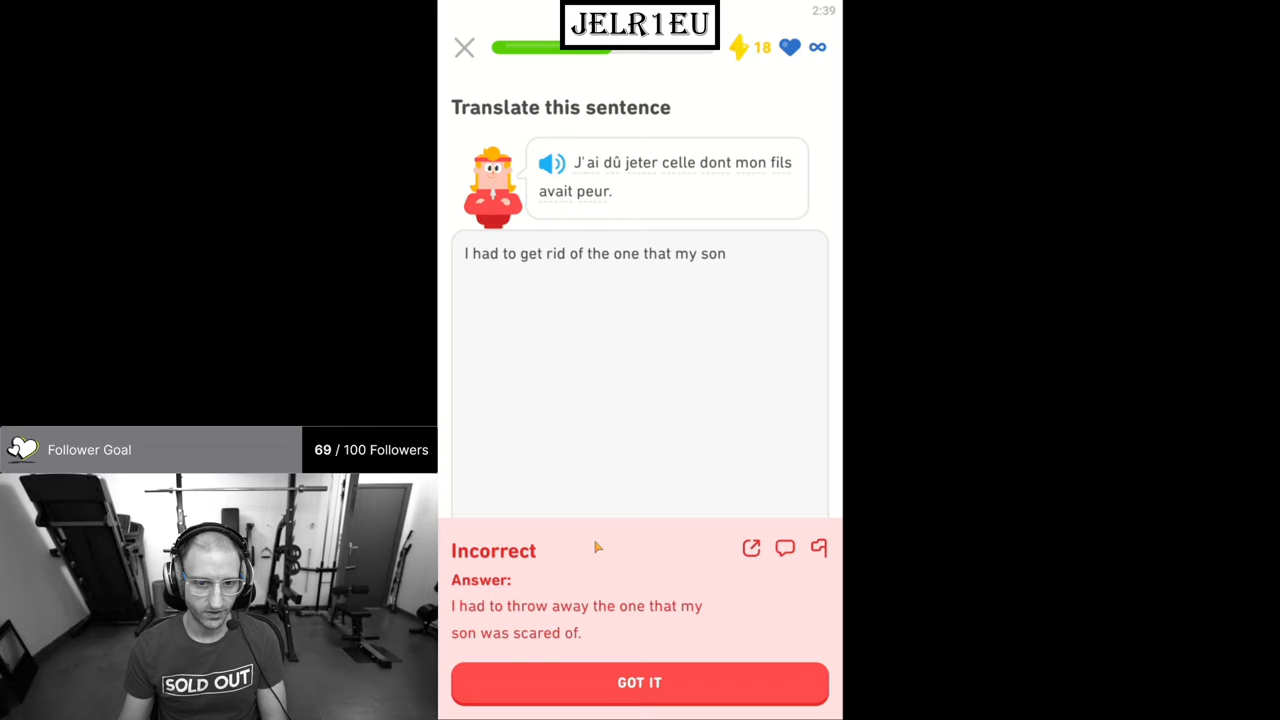 JELR1EU
2:39
18
Translate this sentence
J'ai dû jeter celle dont mon fils
avait peur.
I had to get rid of the one that my son
Follower Goal
69 / 100 Followers
SOLD OUT
Incorrect
Answer:
I had to throw away the one that my
son was scared of.
GOT IT